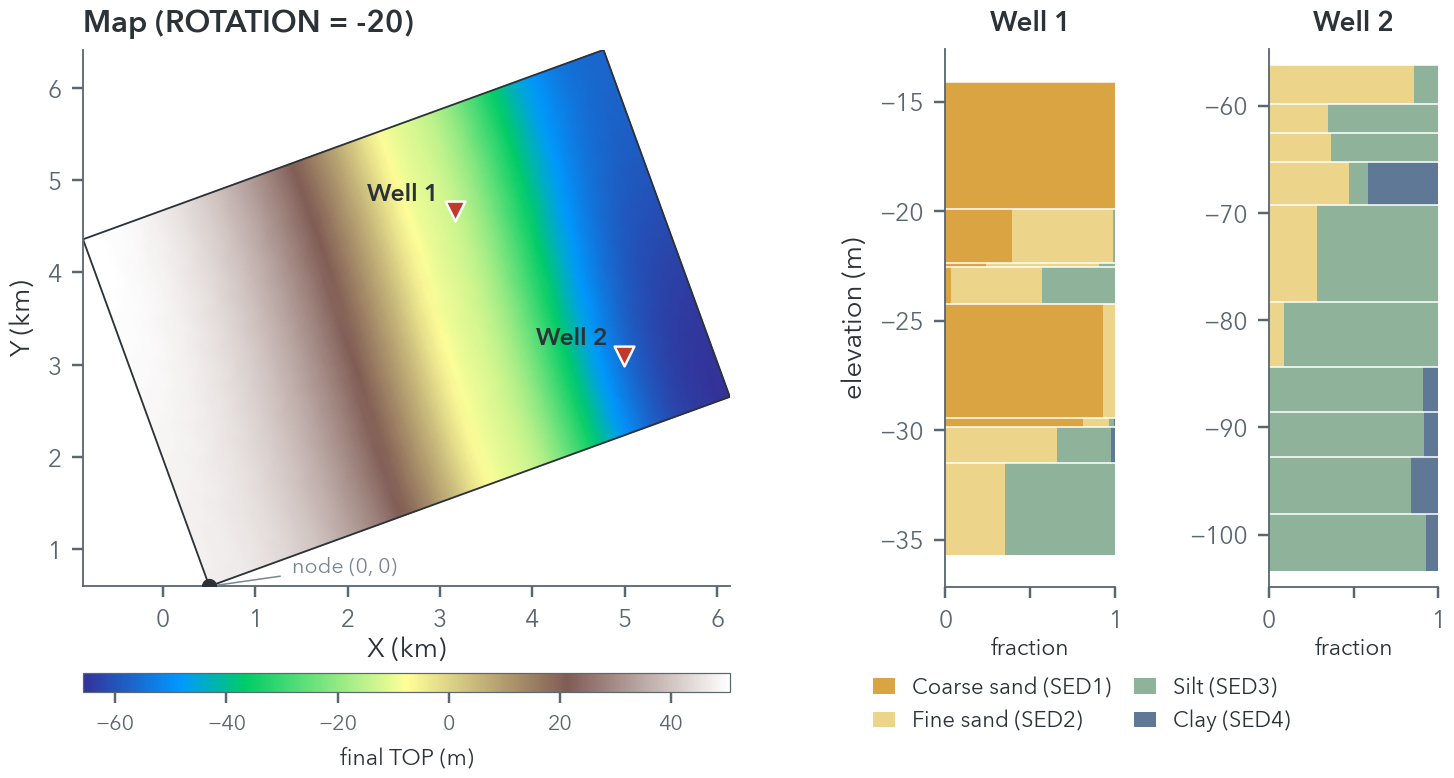 Map (ROTATION = -20)
Y (km)
6
5
4
3
2
1
Well 1
Well 2
node (0, 0)
0 1 2 3 4 5 6
X (km)
−60 −40 −20 0 20 40
final TOP (m)
Well 1
elevation (m)
−15
−20
−25
−30
−35
0 1
fraction
Well 2
−60
−70
−80
−90
−100
0 1
fraction
Coarse sand (SED1)
Fine sand (SED2)
Silt (SED3)
Clay (SED4)